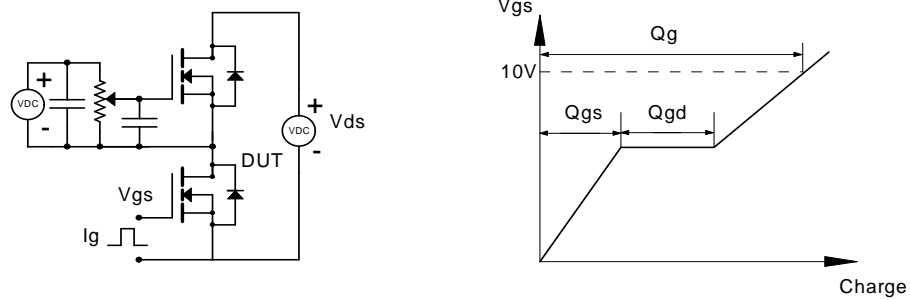 +
VDC
-
+
VDC
-
Vds
DUT
Vgs
Ig
Vgs
Qg
10V
Qgs
Qgd
Charge